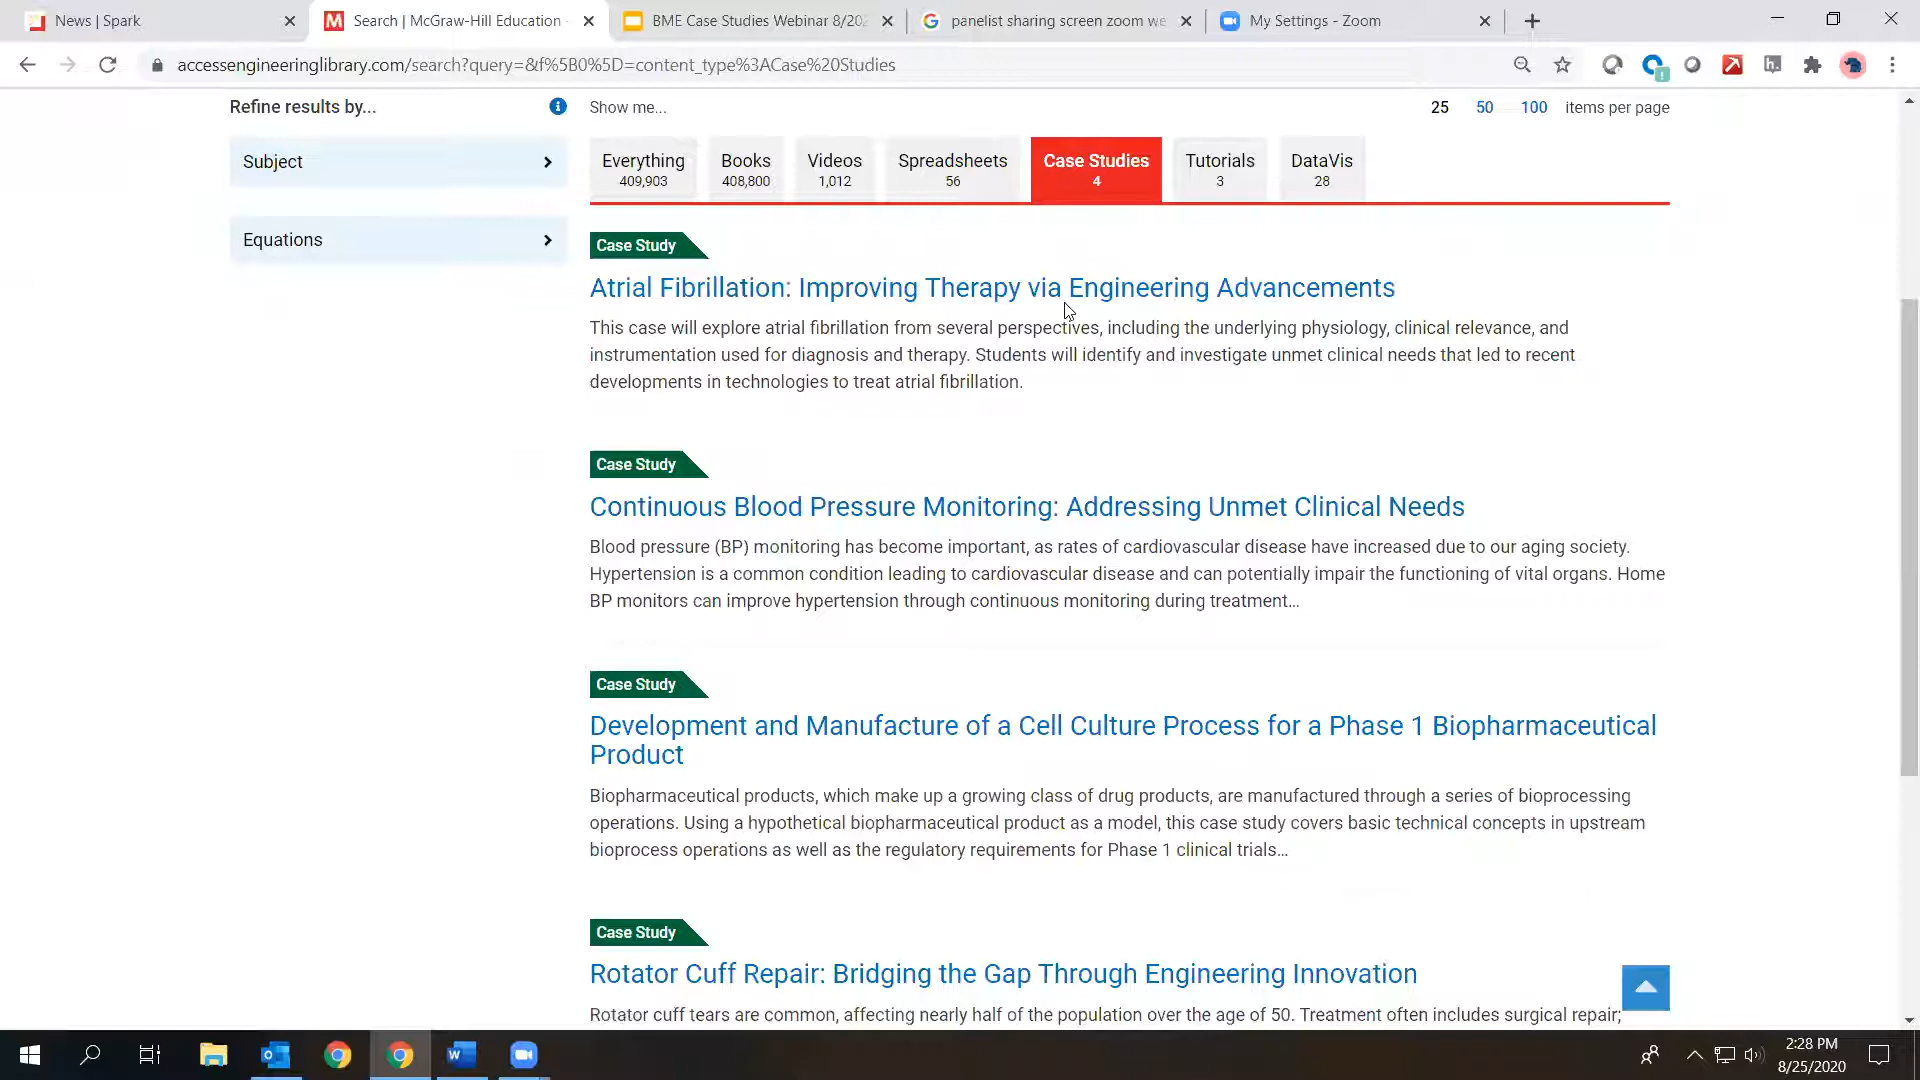 News | Spark
Search | McGraw-Hill Education
BME Case Studies Webinar 8/202
panelist sharing screen zoom we
My Settings - Zoom
accessengineeringlibrary.com/search?query=&f%5B0%5D=content_type%3ACase%20Studies
Refine results by...
Show me...
25 50 100 items per page
Subject
Equations
Everything Books Videos Spreadsheets Case Studies Tutorials DataVis
409,903 408,800 1,012 56 4 3 28
Case Study
Atrial Fibrillation: Improving Therapy via Engineering Advancements
This case will explore atrial fibrillation from several perspectives, including the underlying physiology, clinical relevance, and
instrumentation used for diagnosis and therapy. Students will identify and investigate unmet clinical needs that led to recent
developments in technologies to treat atrial fibrillation.
Case Study
Continuous Blood Pressure Monitoring: Addressing Unmet Clinical Needs
Blood pressure (BP) monitoring has become important, as rates of cardiovascular disease have increased due to our aging society.
Hypertension is a common condition leading to cardiovascular disease and can potentially impair the functioning of vital organs. Home
BP monitors can improve hypertension through continuous monitoring during treatment...
Case Study
Development and Manufacture of a Cell Culture Process for a Phase 1 Biopharmaceutical
Product
Biopharmaceutical products, which make up a growing class of drug products, are manufactured through a series of bioprocessing
operations. Using a hypothetical biopharmaceutical product as a model, this case study covers basic technical concepts in upstream
bioprocess operations as well as the regulatory requirements for Phase 1 clinical trials...
Case Study
Rotator Cuff Repair: Bridging the Gap Through Engineering Innovation
Rotator cuff tears are common, affecting nearly half of the population over the age of 50. Treatment often includes surgical repair;
2:28 PM
8/25/2020